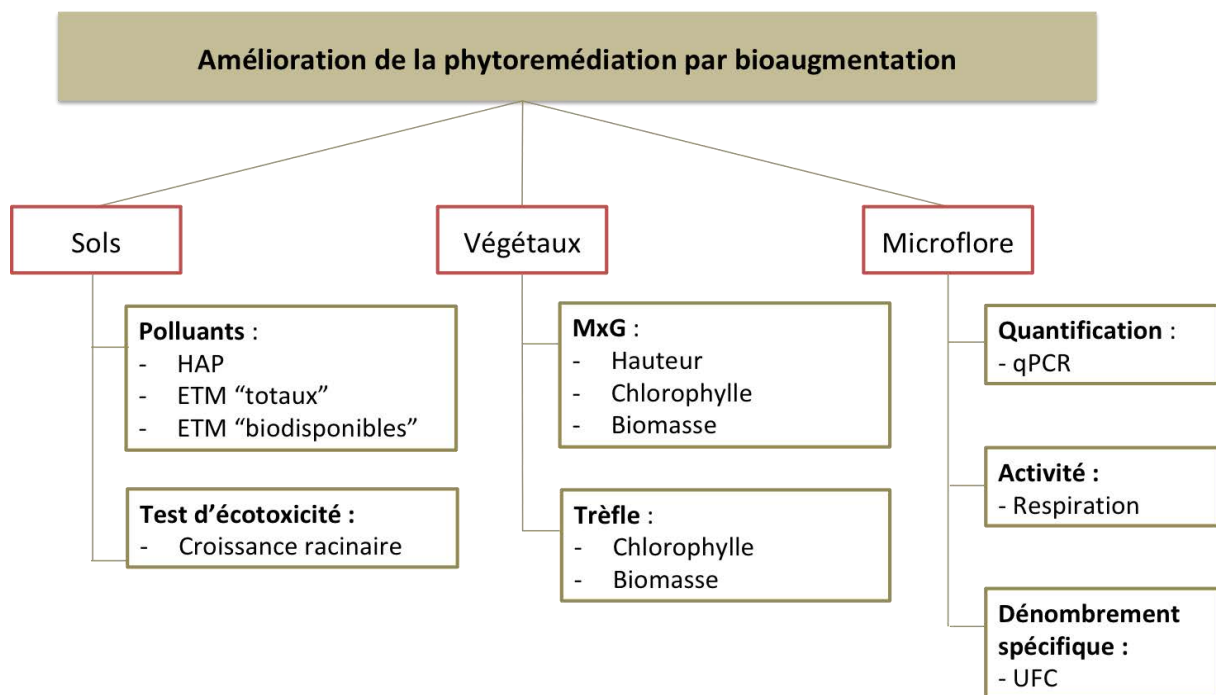 Amélioration de la phytoremédiation par bioaugmentation
Sols
Végétaux
Microflore
Polluants :
- HAP
- ETM “totaux”
- ETM “biodisponibles”
Test d’écotoxicité :
- Croissance racinaire
MxG :
- Hauteur
- Chlorophylle
- Biomasse
Trèfle :
- Chlorophylle
- Biomasse
Quantification :
- qPCR
Activité :
- Respiration
Dénombrement
spécifique :
- UFC